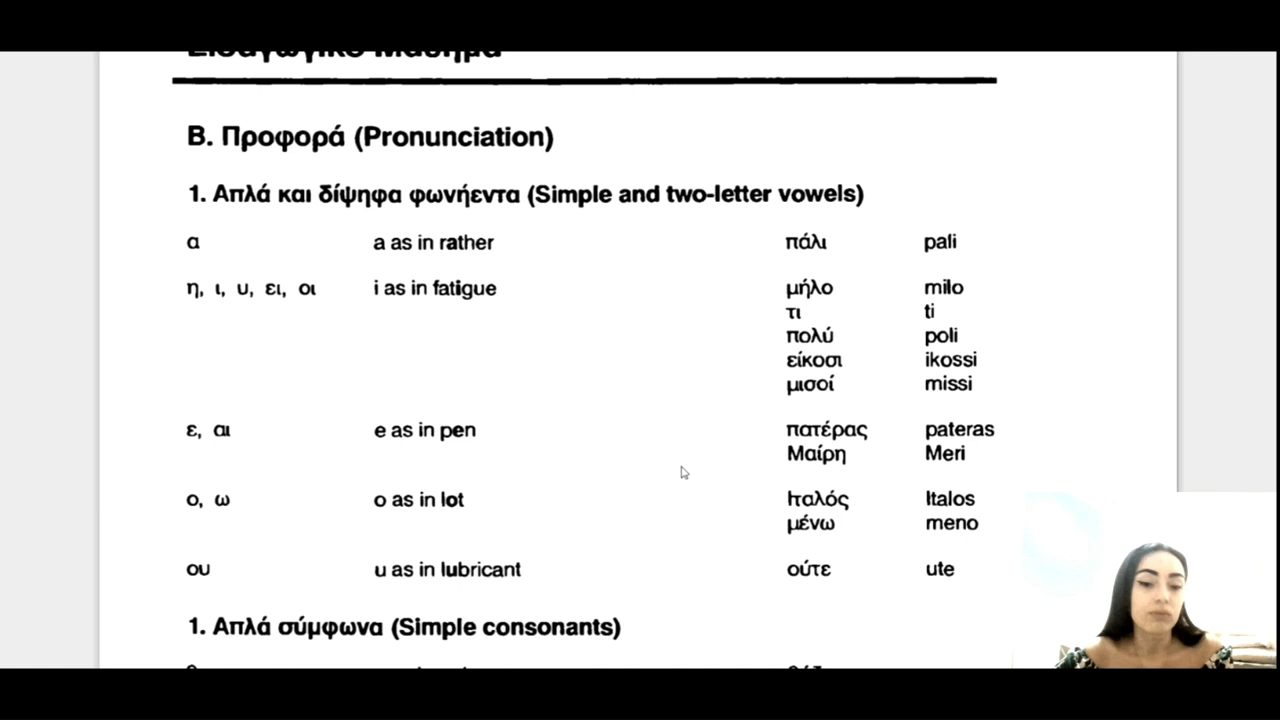 B. Προφορά (Pronunciation)
1. Απλά και δίψηφα φωνήεντα (Simple and two-letter vowels)
α a as in rather πάλι pali
η, ι, υ, ει, οι i as in fatigue μήλο milo
τι ti
πολύ poli
είκοσι ikossi
μισοί missi
ε, αι e as in pen πατέρας pateras
Μαίρη Meri
ο, ω o as in lot Ιταλός Italos
μένω meno
ου u as in lubricant ούτε ute
1. Απλά σύμφωνα (Simple consonants)